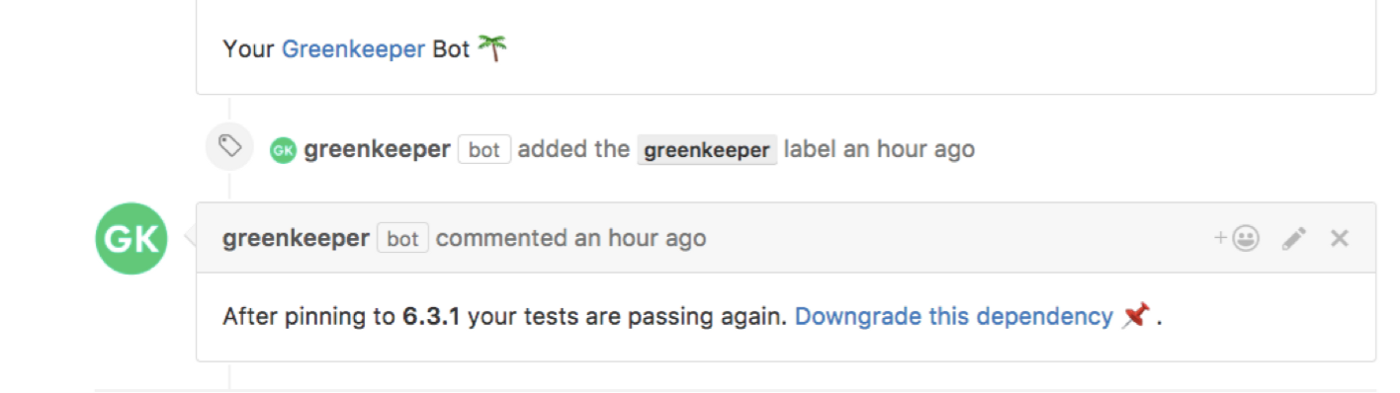 Your Greenkeeper Bot 🌴
GK greenkeeper bot added the greenkeeper label an hour ago
GK greenkeeper bot commented an hour ago
After pinning to 6.3.1 your tests are passing again. Downgrade this dependency 📌 .